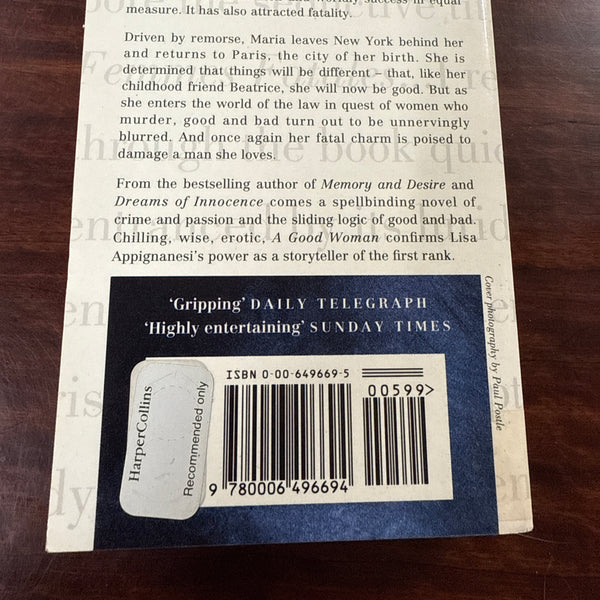 and worldly success in equal
measure. It has also attracted fatality.
Driven by remorse, Maria leaves New York behind her
and returns to Paris, the city of her birth. She is
determined that things will be different – that, like her
childhood friend Beatrice, she will now be good. But as
she enters the world of the law in quest of women who
murder, good and bad turn out to be unnervingly
blurred. And once again her fatal charm is poised to
damage a man she loves.
From the bestselling author of Memory and Desire and
Dreams of Innocence comes a spellbinding novel of
crime and passion and the sliding logic of good and bad.
Chilling, wise, erotic, A Good Woman confirms Lisa
Appignanesi's power as a storyteller of the first rank.
'Gripping' DAILY TELEGRAPH
'Highly entertaining' SUNDAY TIMES
Cover photography by Paul Postle
HarperCollins
Recommended only
ISBN 0-00-649669-5
00599>
9 780006 496694